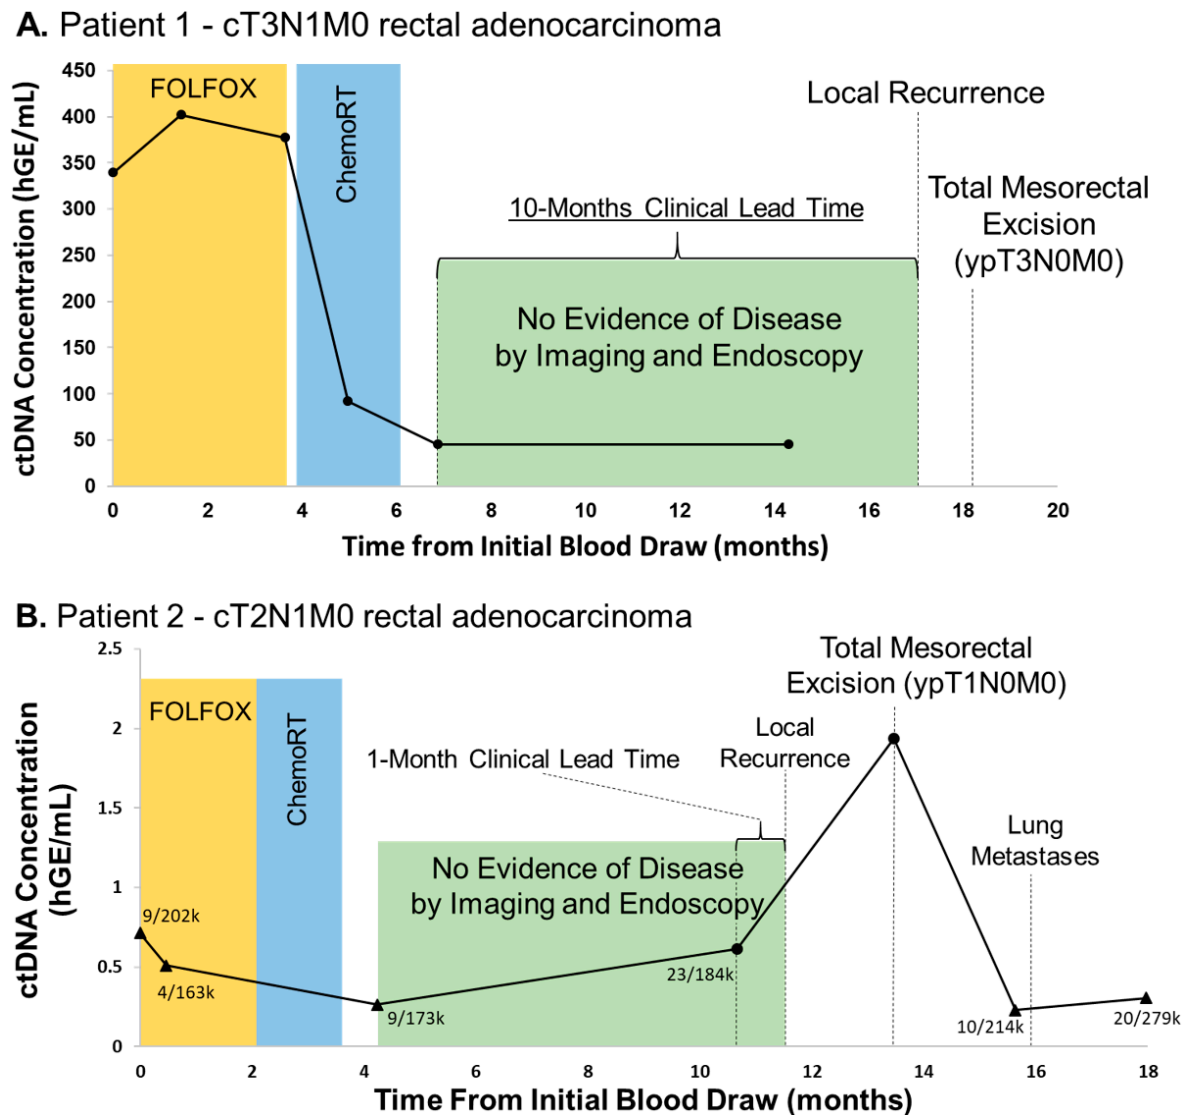 A. Patient 1 - cT3N1M0 rectal adenocarcinoma
ctDNA Concentration (hGE/mL)
450
400
350
300
250
200
150
100
50
0
FOLFOX
ChemoRT
Local Recurrence
10-Months Clinical Lead Time
Total Mesorectal
Excision
(ypT3N0M0)
No Evidence of Disease
by Imaging and Endoscopy
0 2 4 6 8 10 12 14 16 18 20
Time from Initial Blood Draw (months)
B. Patient 2 - cT2N1M0 rectal adenocarcinoma
ctDNA Concentration
(hGE/mL)
2.5
2
1.5
1
0.5
0
FOLFOX
ChemoRT
1-Month Clinical Lead Time
Local
Recurrence
Total Mesorectal
Excision (ypT1N0M0)
Lung
Metastases
No Evidence of Disease
by Imaging and Endoscopy
9/202k
4/163k
9/173k
23/184k
10/214k
20/279k
0 2 4 6 8 10 12 14 16 18
Time From Initial Blood Draw (months)